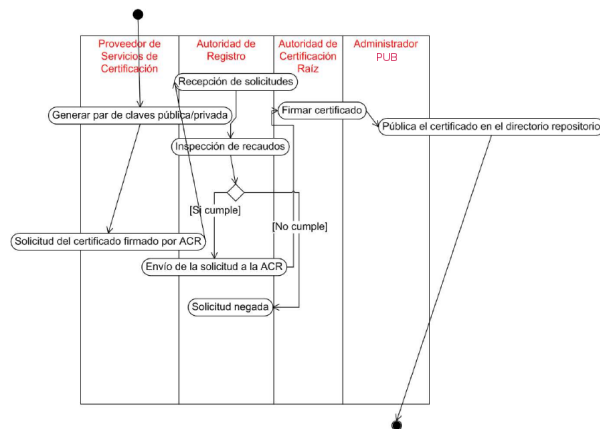 Proveedor de
Servicios de
Certificación
Autoridad de
Registro
Autoridad de
Certificación
Raíz
Administrador
PUB
Recepción de solicitudes
Generar par de claves pública/privada
Firmar certificado
Pública el certificado en el directorio repositorio
Inspección de recaudos
[Si cumple]
[No cumple]
Solicitud del certificado firmado por ACR
Envío de la solicitud a la ACR
Solicitud negada